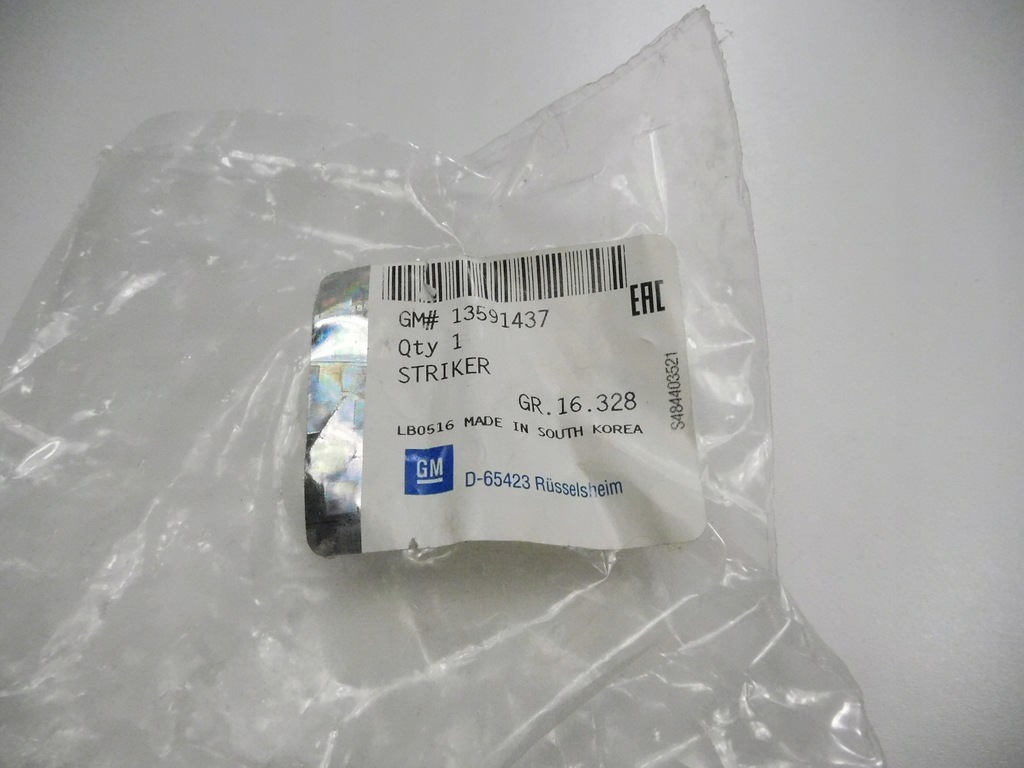 GM# 13591437
EAC
Qty 1
STRIKER
GR.16.328
S484403521
LB0516 MADE IN SOUTH KOREA
GM
D-65423 Rüsselsheim